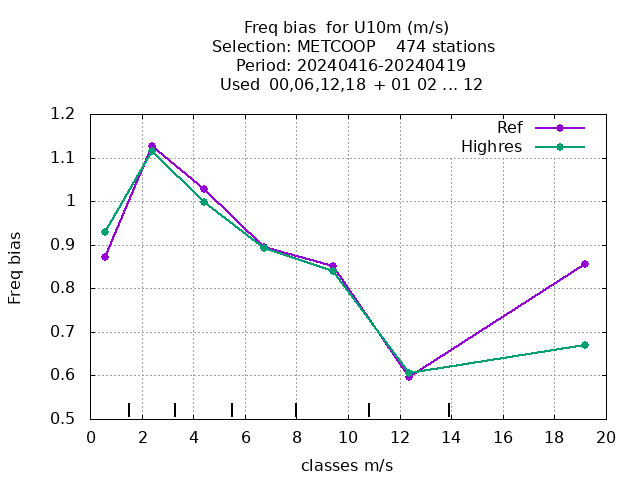 Freq bias  for U10m (m/s)
Selection: METCOOP    474 stations
Period: 20240416-20240419
Used  00,06,12,18  + 01 02 ... 12
Ref
Highres
Freq bias
1.2
1.1
1
0.9
0.8
0.7
0.6
0.5
0 2 4 6 8 10 12 14 16 18 20
classes m/s